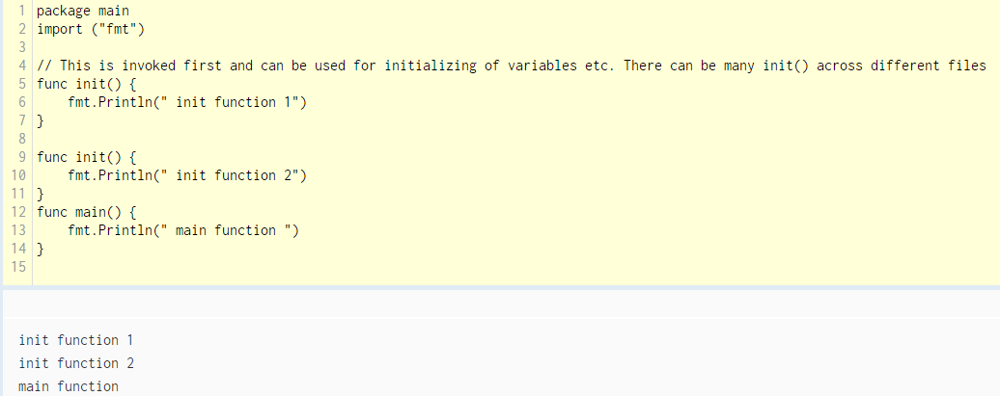 1 package main
2 import ("fmt")
3
4 // This is invoked first and can be used for initializing of variables etc. There can be many init() across different files
5 func init() {
6     fmt.Println(" init function 1")
7 }
8
9 func init() {
10     fmt.Println(" init function 2")
11 }
12 func main() {
13     fmt.Println(" main function ")
14 }
15
init function 1
init function 2
main function